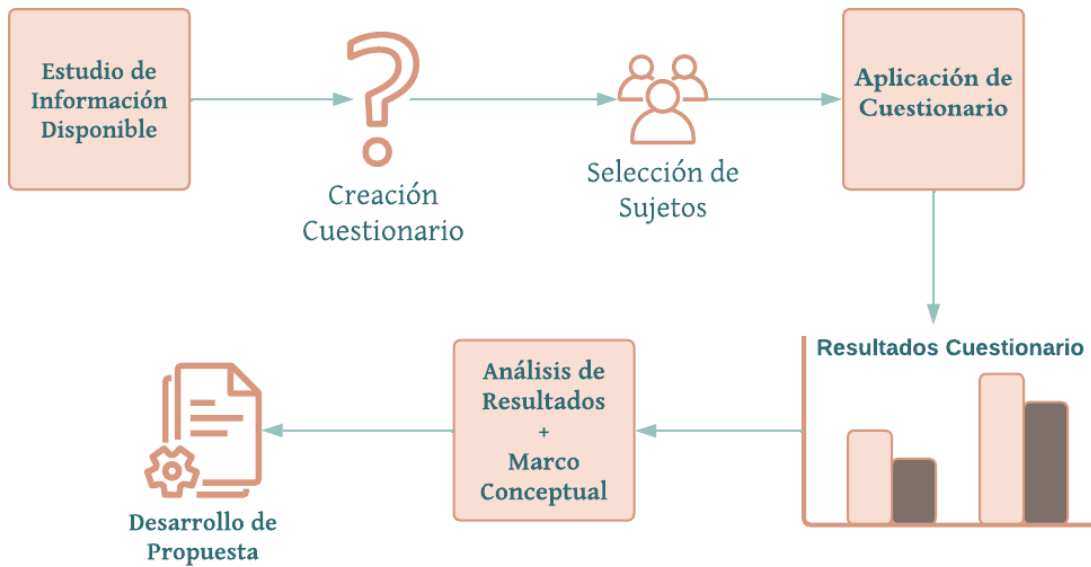 Estudio de
Información
Disponible
Creación
Cuestionario
Selección de
Sujetos
Aplicación de
Cuestionario
Resultados Cuestionario
Análisis de
Resultados
+
Marco
Conceptual
Desarrollo de
Propuesta